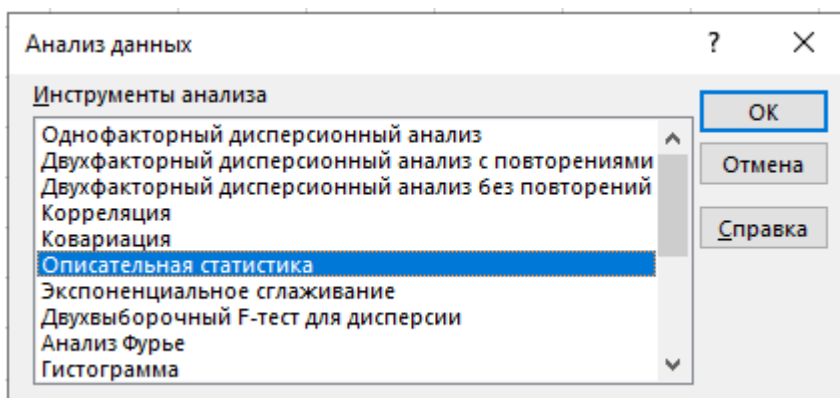 Анализ данных
?
Инструменты анализа
Однофакторный дисперсионный анализ
Двухфакторный дисперсионный анализ с повторениями
Двухфакторный дисперсионный анализ без повторений
Корреляция
Ковариация
Описательная статистика
Экспоненциальное сглаживание
Двухвыборочный F-тест для дисперсии
Анализ Фурье
Гистограмма
ОК
Отмена
Справка